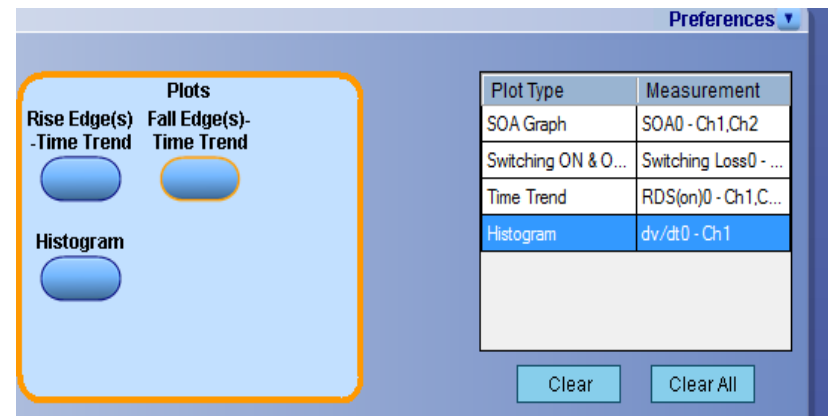 Preferences
Plots
Rise Edge(s)
-Time Trend
Fall Edge(s)-
Time Trend
Histogram
Plot Type Measurement
SOA Graph SOA0 - Ch1,Ch2
Switching ON & O... Switching Loss0 - ...
Time Trend RDS(on)0 - Ch1,C...
Histogram dv/dt0 - Ch1
Clear Clear All